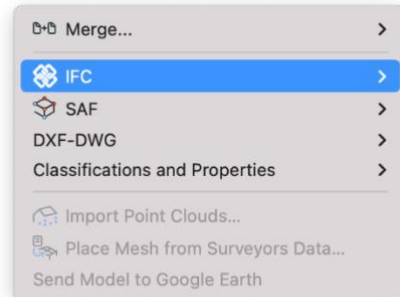 Merge...
IFC
SAF
DXF-DWG
Classifications and Properties
Import Point Clouds...
Place Mesh from Surveyors Data...
Send Model to Google Earth